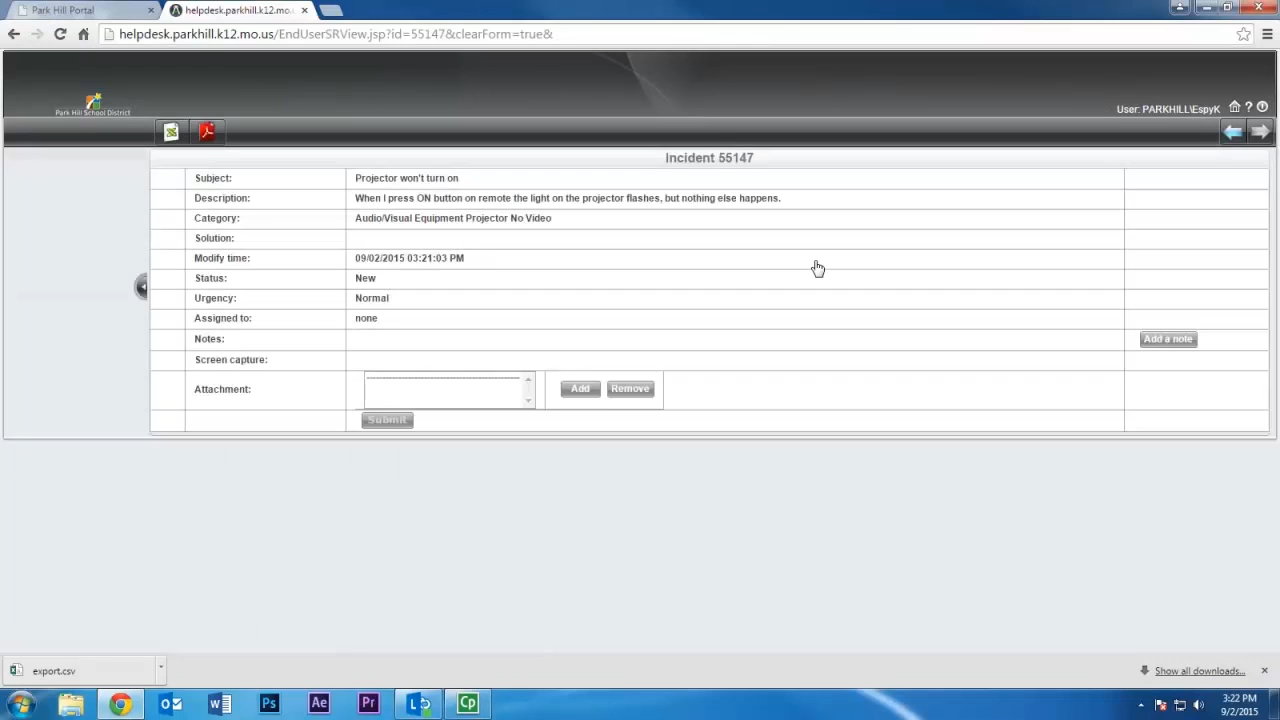 Park Hill Portal
helpdesk.parkhill.k12.mo.
helpdesk.parkhill.k12.mo.us/EndUserSRView.jsp?id=55147&clearForm=true&
Park Hill School District
User: PARKHILL\EspyK
Incident 55147
Subject: Projector won't turn on
Description: When I press ON button on remote the light on the projector flashes, but nothing else happens.
Category: Audio/Visual Equipment Projector No Video
Solution:
Modify time: 09/02/2015 03:21:03 PM
Status: New
Urgency: Normal
Assigned to: none
Notes: Add a note
Screen capture:
Attachment: Add Remove
Submit
export.csv
Show all downloads...
Ps Ae Pr Cp
3:22 PM
9/2/2015